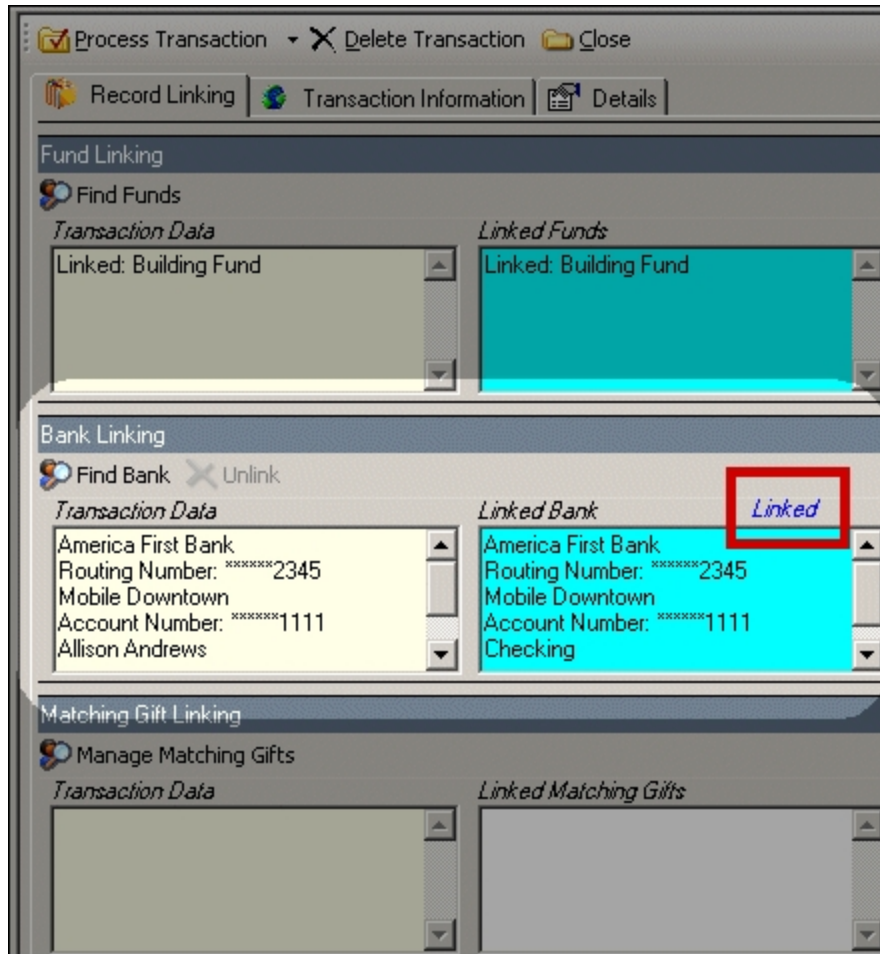 Process Transaction Delete Transaction Close
Record Linking Transaction Information Details
Fund Linking
Find Funds
Transaction Data Linked Funds
Linked: Building Fund Linked: Building Fund
Bank Linking
Find Bank Unlink
Transaction Data Linked Bank Linked
America First Bank America First Bank
Routing Number: ******2345 Routing Number: ******2345
Mobile Downtown Mobile Downtown
Account Number: ******1111 Account Number: ******1111
Allison Andrews Checking
Matching Gift Linking
Manage Matching Gifts
Transaction Data Linked Matching Gifts